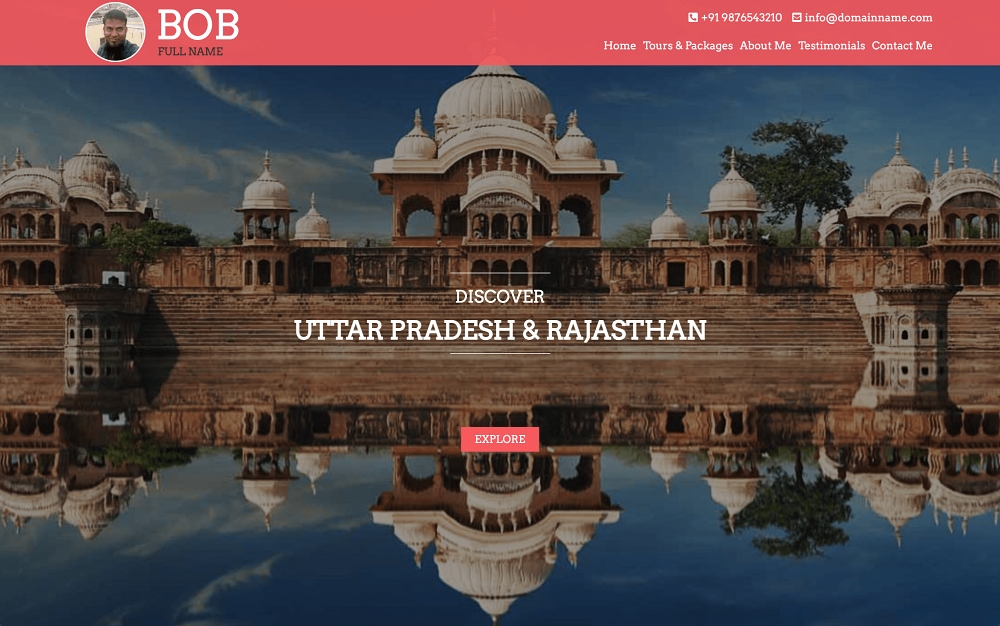 BOB
FULL NAME
+91 9876543210 info@domainname.com
Home Tours & Packages About Me Testimonials Contact Me
DISCOVER
UTTAR PRADESH & RAJASTHAN
EXPLORE